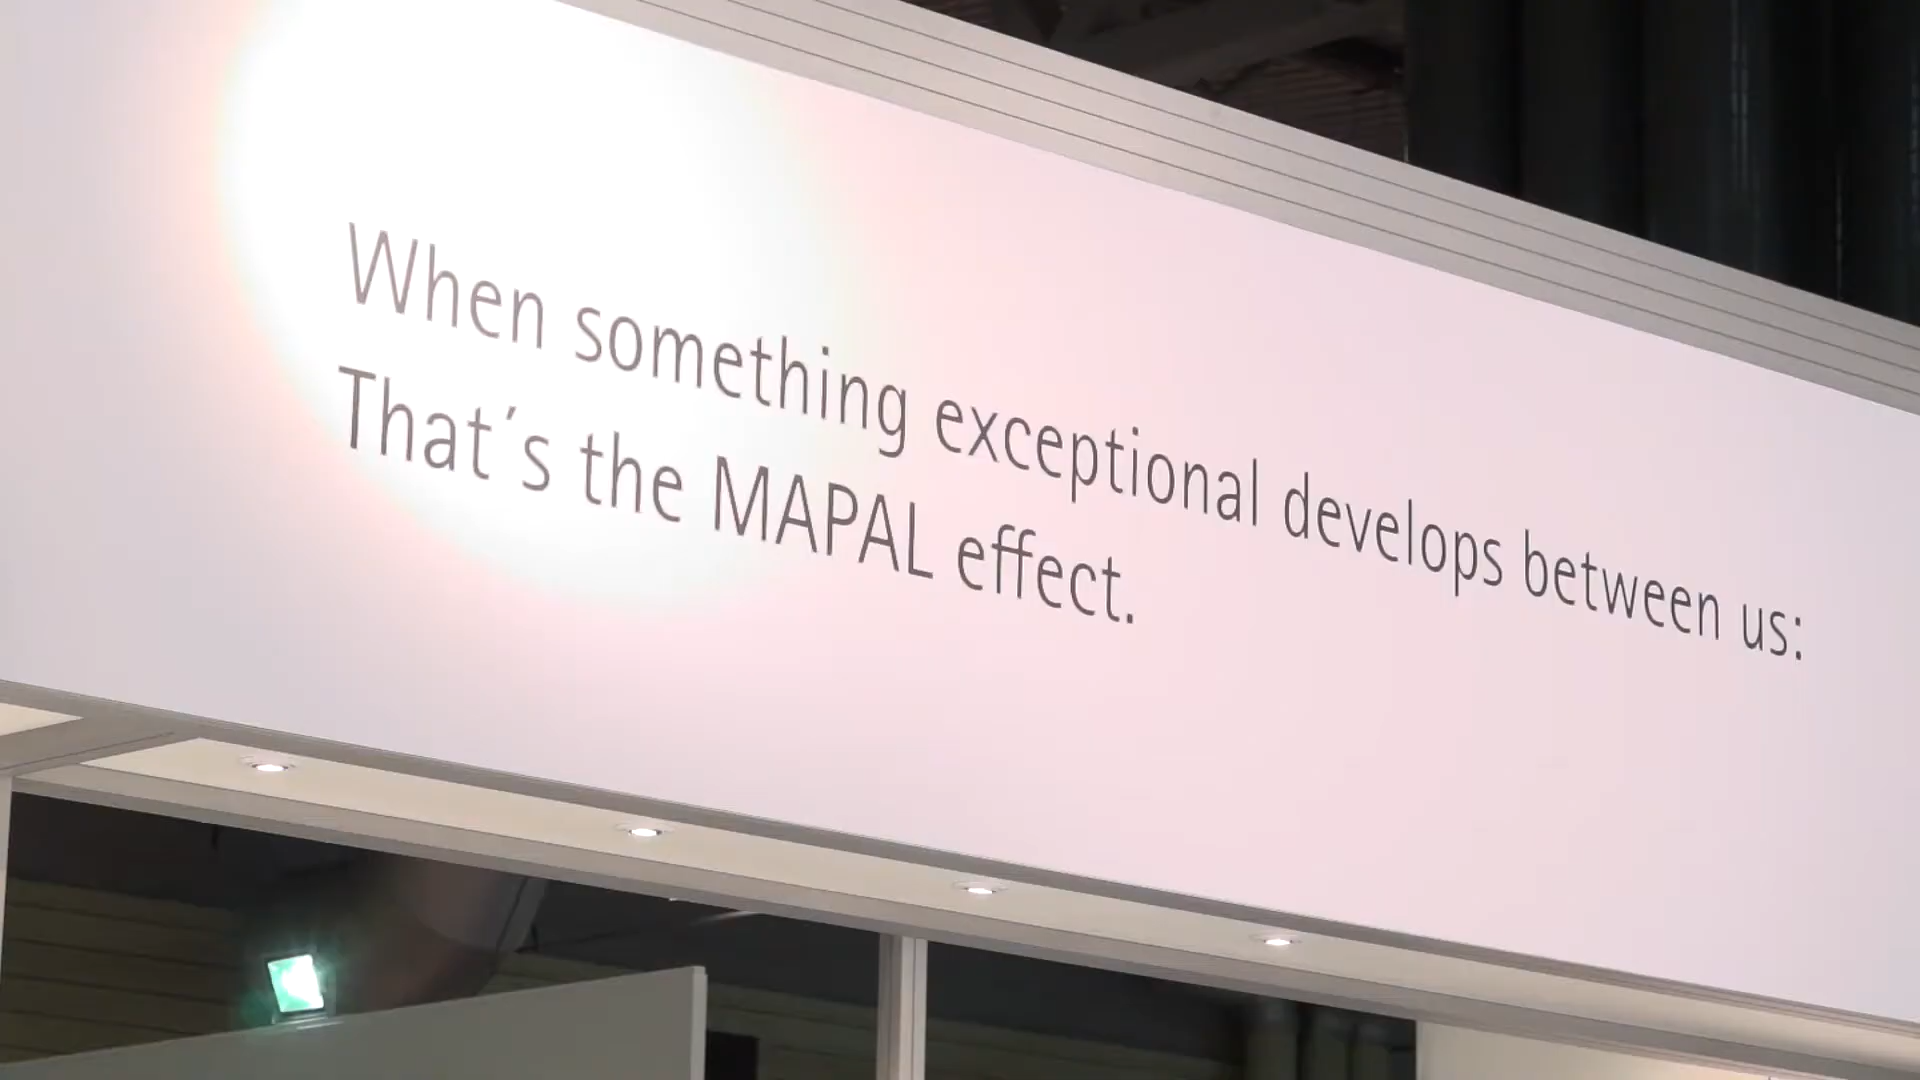 When something exceptional develops between us:
That´s the MAPAL effect.